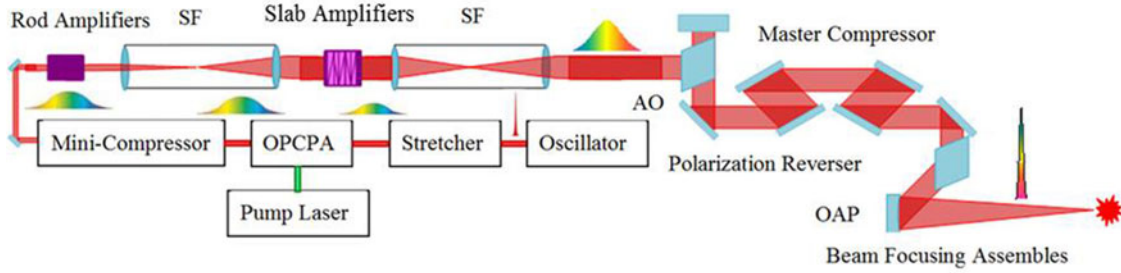 Rod Amplifiers
SF
Slab Amplifiers
SF
Master Compressor
AO
Mini-Compressor
OPCPA
Stretcher
Oscillator
Polarization Reverser
Pump Laser
OAP
Beam Focusing Assembles